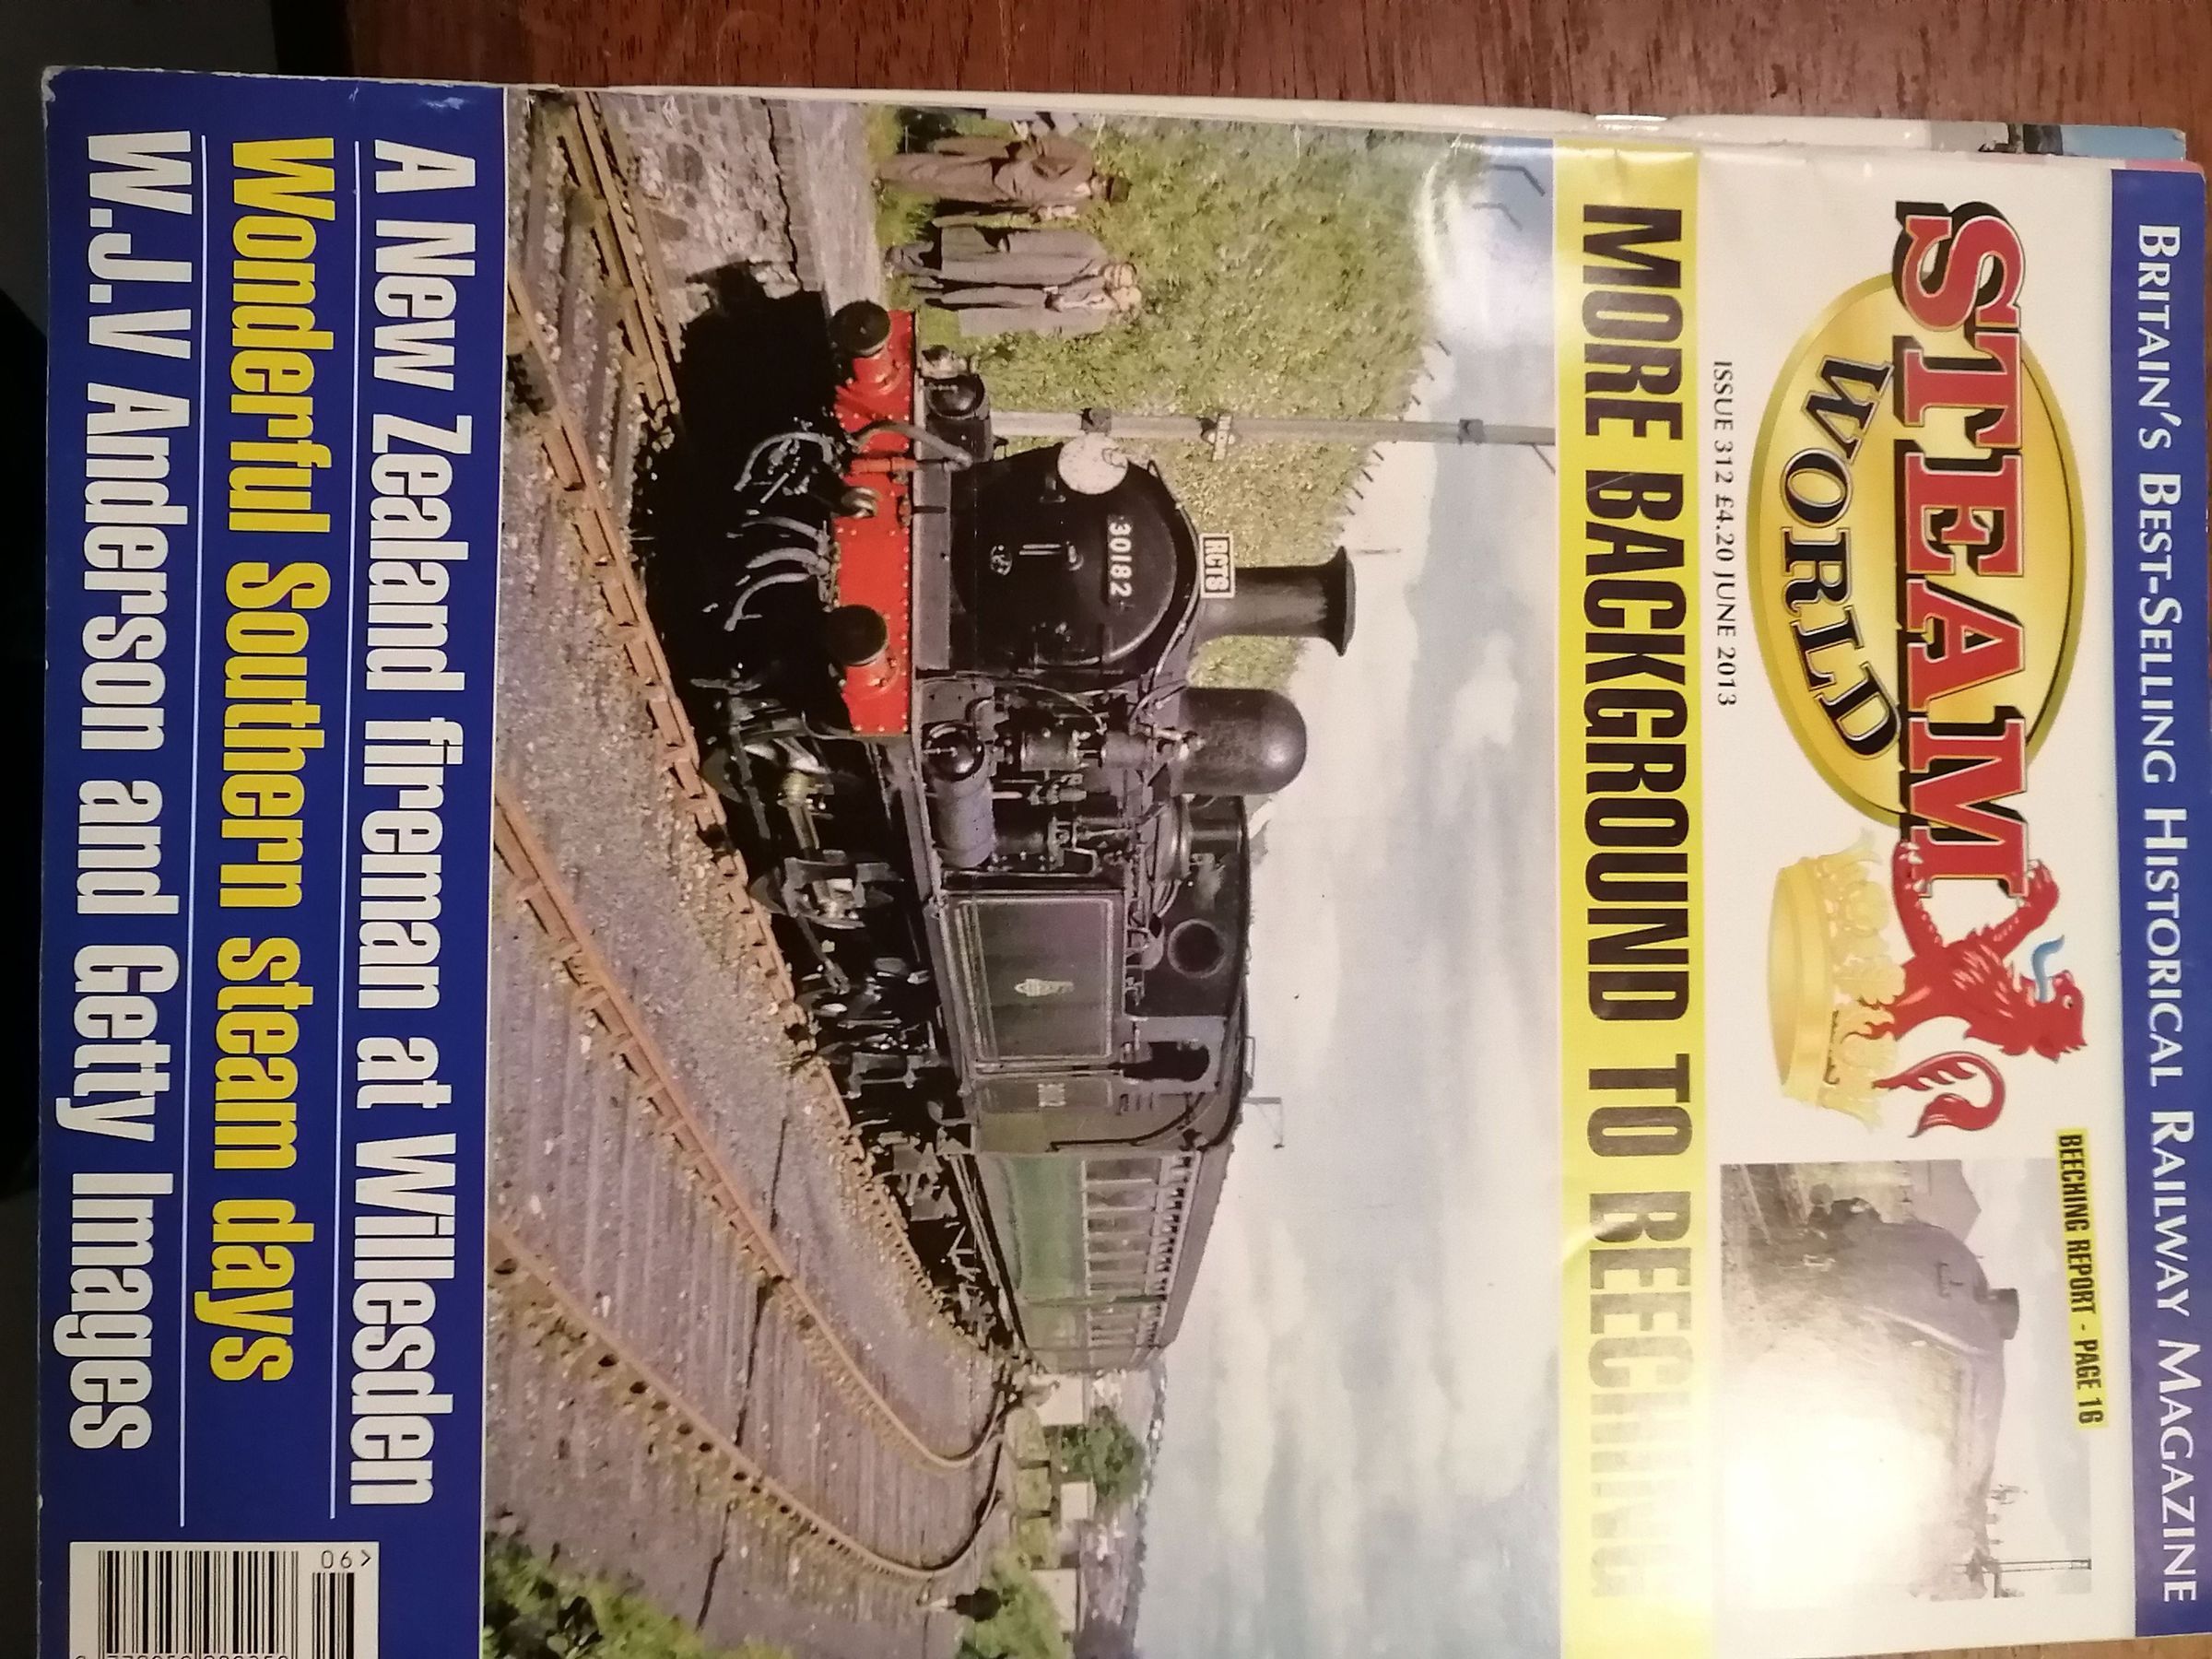 BRITAIN'S BEST-SELLING HISTORICAL RAILWAY MAGAZINE
STEAM
WORLD
BEECHING REPORT - PAGE 16
ISSUE 312 £4.20 JUNE 2013
MORE BACKGROUND TO BEECHING
RCTS
30182
A New Zealand fireman at Willesden
Wonderful Southern steam days
W.J.V Anderson and Getty Images
06>